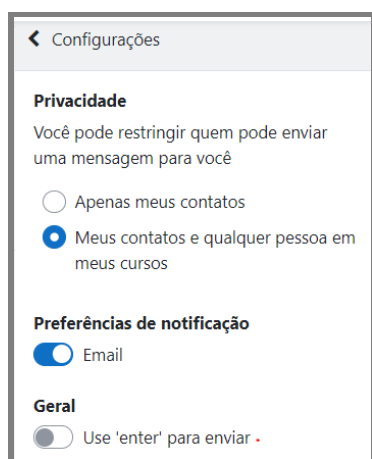 Configurações
Privacidade
Você pode restringir quem pode enviar
uma mensagem para você
Apenas meus contatos
Meus contatos e qualquer pessoa em
meus cursos
Preferências de notificação
Email
Geral
Use 'enter' para enviar